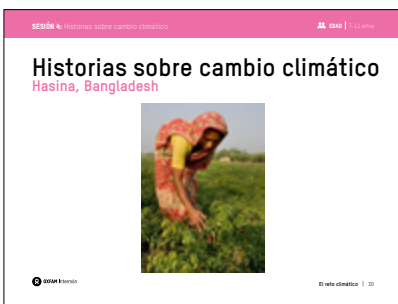 SESIÓN 4: Historias sobre cambio climático
EDAD | 7-11 años
Historias sobre cambio climático
Hasina, Bangladesh
OXFAM Intermón
El reto climático | 20